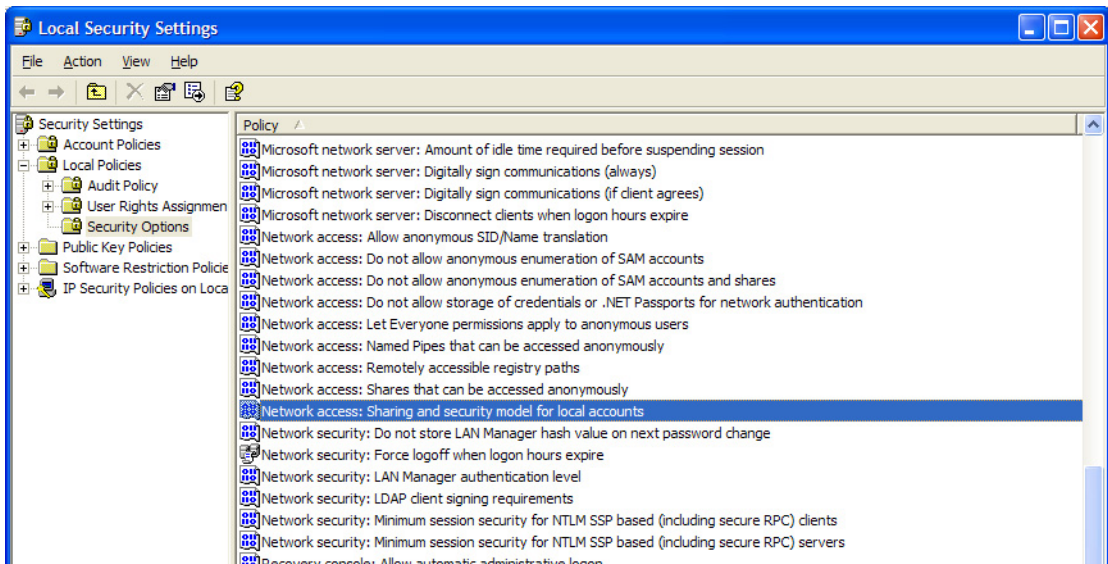 Local Security Settings
File Action View Help
Security Settings
Account Policies
Local Policies
Audit Policy
User Rights Assignmen
Security Options
Public Key Policies
Software Restriction Policie
IP Security Policies on Loca
Policy
Microsoft network server: Amount of idle time required before suspending session
Microsoft network server: Digitally sign communications (always)
Microsoft network server: Digitally sign communications (if client agrees)
Microsoft network server: Disconnect clients when logon hours expire
Network access: Allow anonymous SID/Name translation
Network access: Do not allow anonymous enumeration of SAM accounts
Network access: Do not allow anonymous enumeration of SAM accounts and shares
Network access: Do not allow storage of credentials or .NET Passports for network authentication
Network access: Let Everyone permissions apply to anonymous users
Network access: Named Pipes that can be accessed anonymously
Network access: Remotely accessible registry paths
Network access: Shares that can be accessed anonymously
Network access: Sharing and security model for local accounts
Network security: Do not store LAN Manager hash value on next password change
Network security: Force logoff when logon hours expire
Network security: LAN Manager authentication level
Network security: LDAP client signing requirements
Network security: Minimum session security for NTLM SSP based (including secure RPC) clients
Network security: Minimum session security for NTLM SSP based (including secure RPC) servers
Recovery console: Allow automatic administrative logon